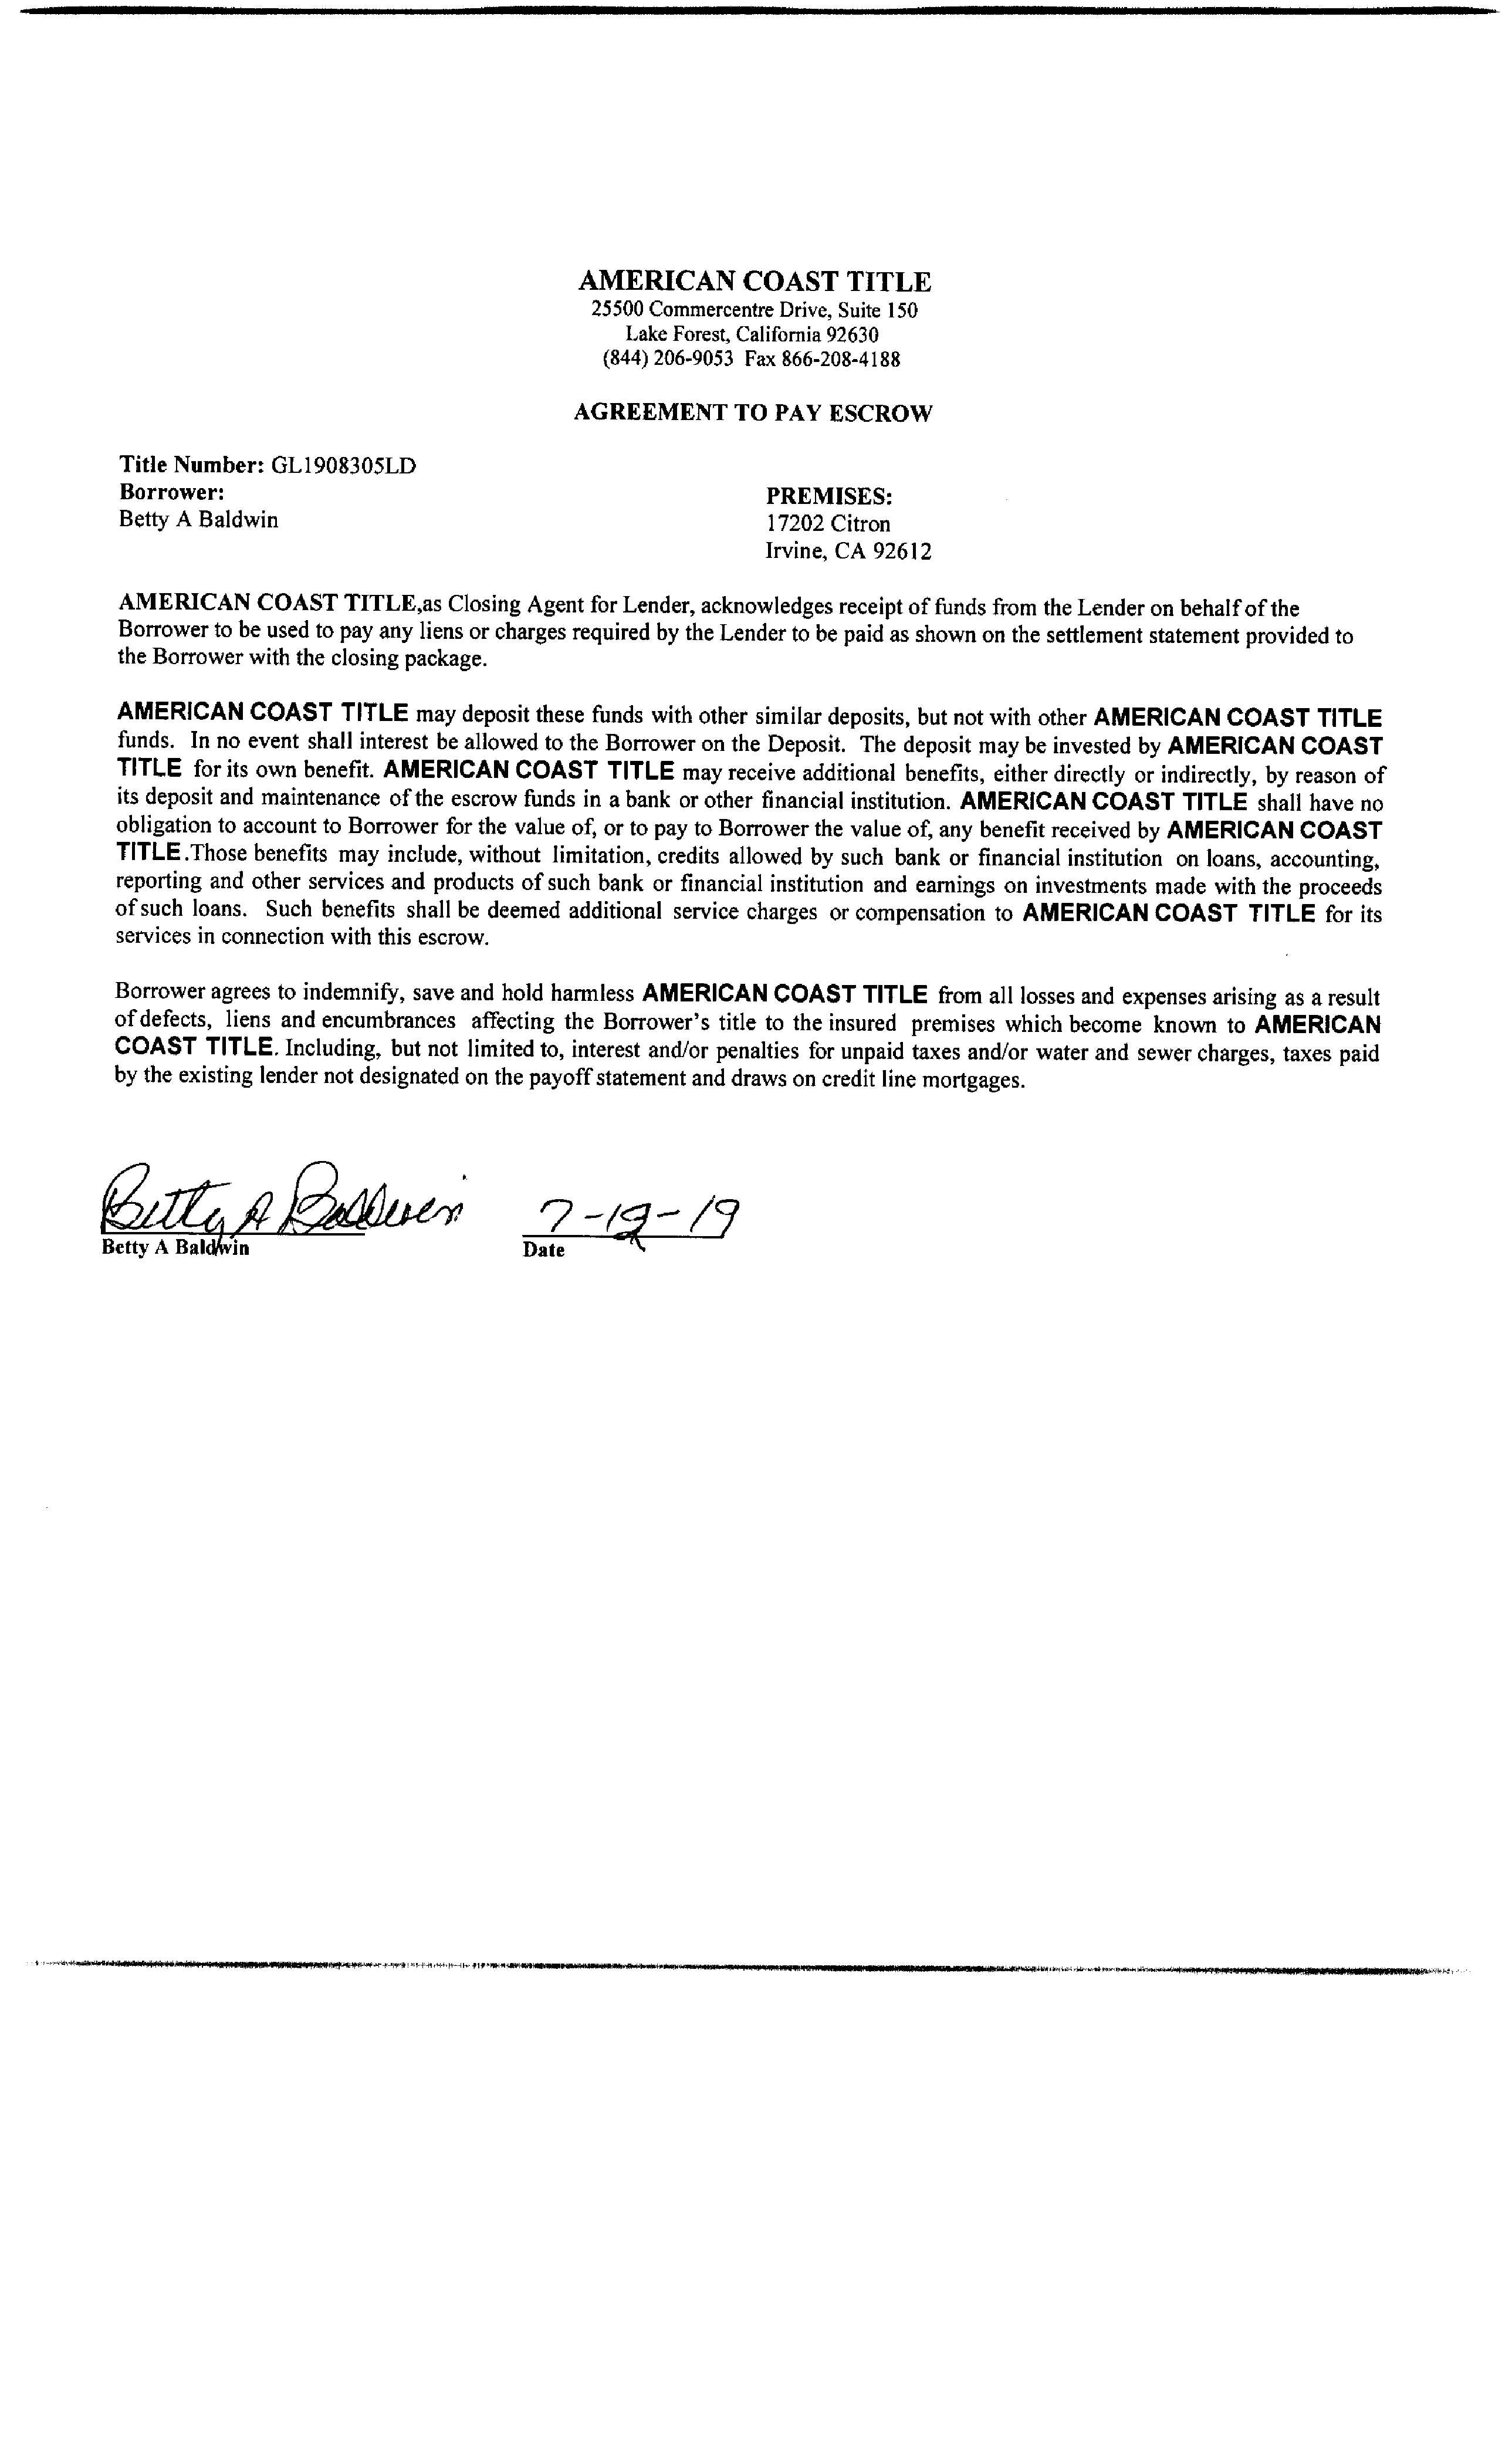 AMERICAN COAST TITLE
25500 Commercentre Drive, Suite 150
Lake Forest, California 92630
(844) 206-9053 Fax 866-208-4188
AGREEMENT TO PAY ESCROW
Title Number: GL1908305LD
Borrower:
Betty A Baldwin
PREMISES:
17202 Citron
Irvine, CA 92612
AMERICAN COAST TITLE,as Closing Agent for Lender, acknowledges receipt of funds from the Lender on behalf of the
Borrower to be used to pay any liens or charges required by the Lender to be paid as shown on the settlement statement provided to
the Borrower with the closing package.
AMERICAN COAST TITLE may deposit these funds with other similar deposits, but not with other AMERICAN COAST TITLE
funds. In no event shall interest be allowed to the Borrower on the Deposit. The deposit may be invested by AMERICAN COAST
TITLE for its own benefit. AMERICAN COAST TITLE may receive additional benefits, either directly or indirectly, by reason of
its deposit and maintenance of the escrow funds in a bank or other financial institution. AMERICAN COAST TITLE shall have no
obligation to account to Borrower for the value of, or to pay to Borrower the value of, any benefit received by AMERICAN COAST
TITLE.Those benefits may include, without limitation, credits allowed by such bank or financial institution on loans, accounting,
reporting and other services and products of such bank or financial institution and earnings on investments made with the proceeds
of such loans. Such benefits shall be deemed additional service charges or compensation to AMERICAN COAST TITLE for its
services in connection with this escrow.
Borrower agrees to indemnify, save and hold harmless AMERICAN COAST TITLE from all losses and expenses arising as a result
of defects, liens and encumbrances affecting the Borrower's title to the insured premises which become known to AMERICAN
COAST TITLE. Including, but not limited to, interest and/or penalties for unpaid taxes and/or water and sewer charges, taxes paid
by the existing lender not designated on the payoff statement and draws on credit line mortgages.
Betty A Baldwin
Betty A Baldwin
Date